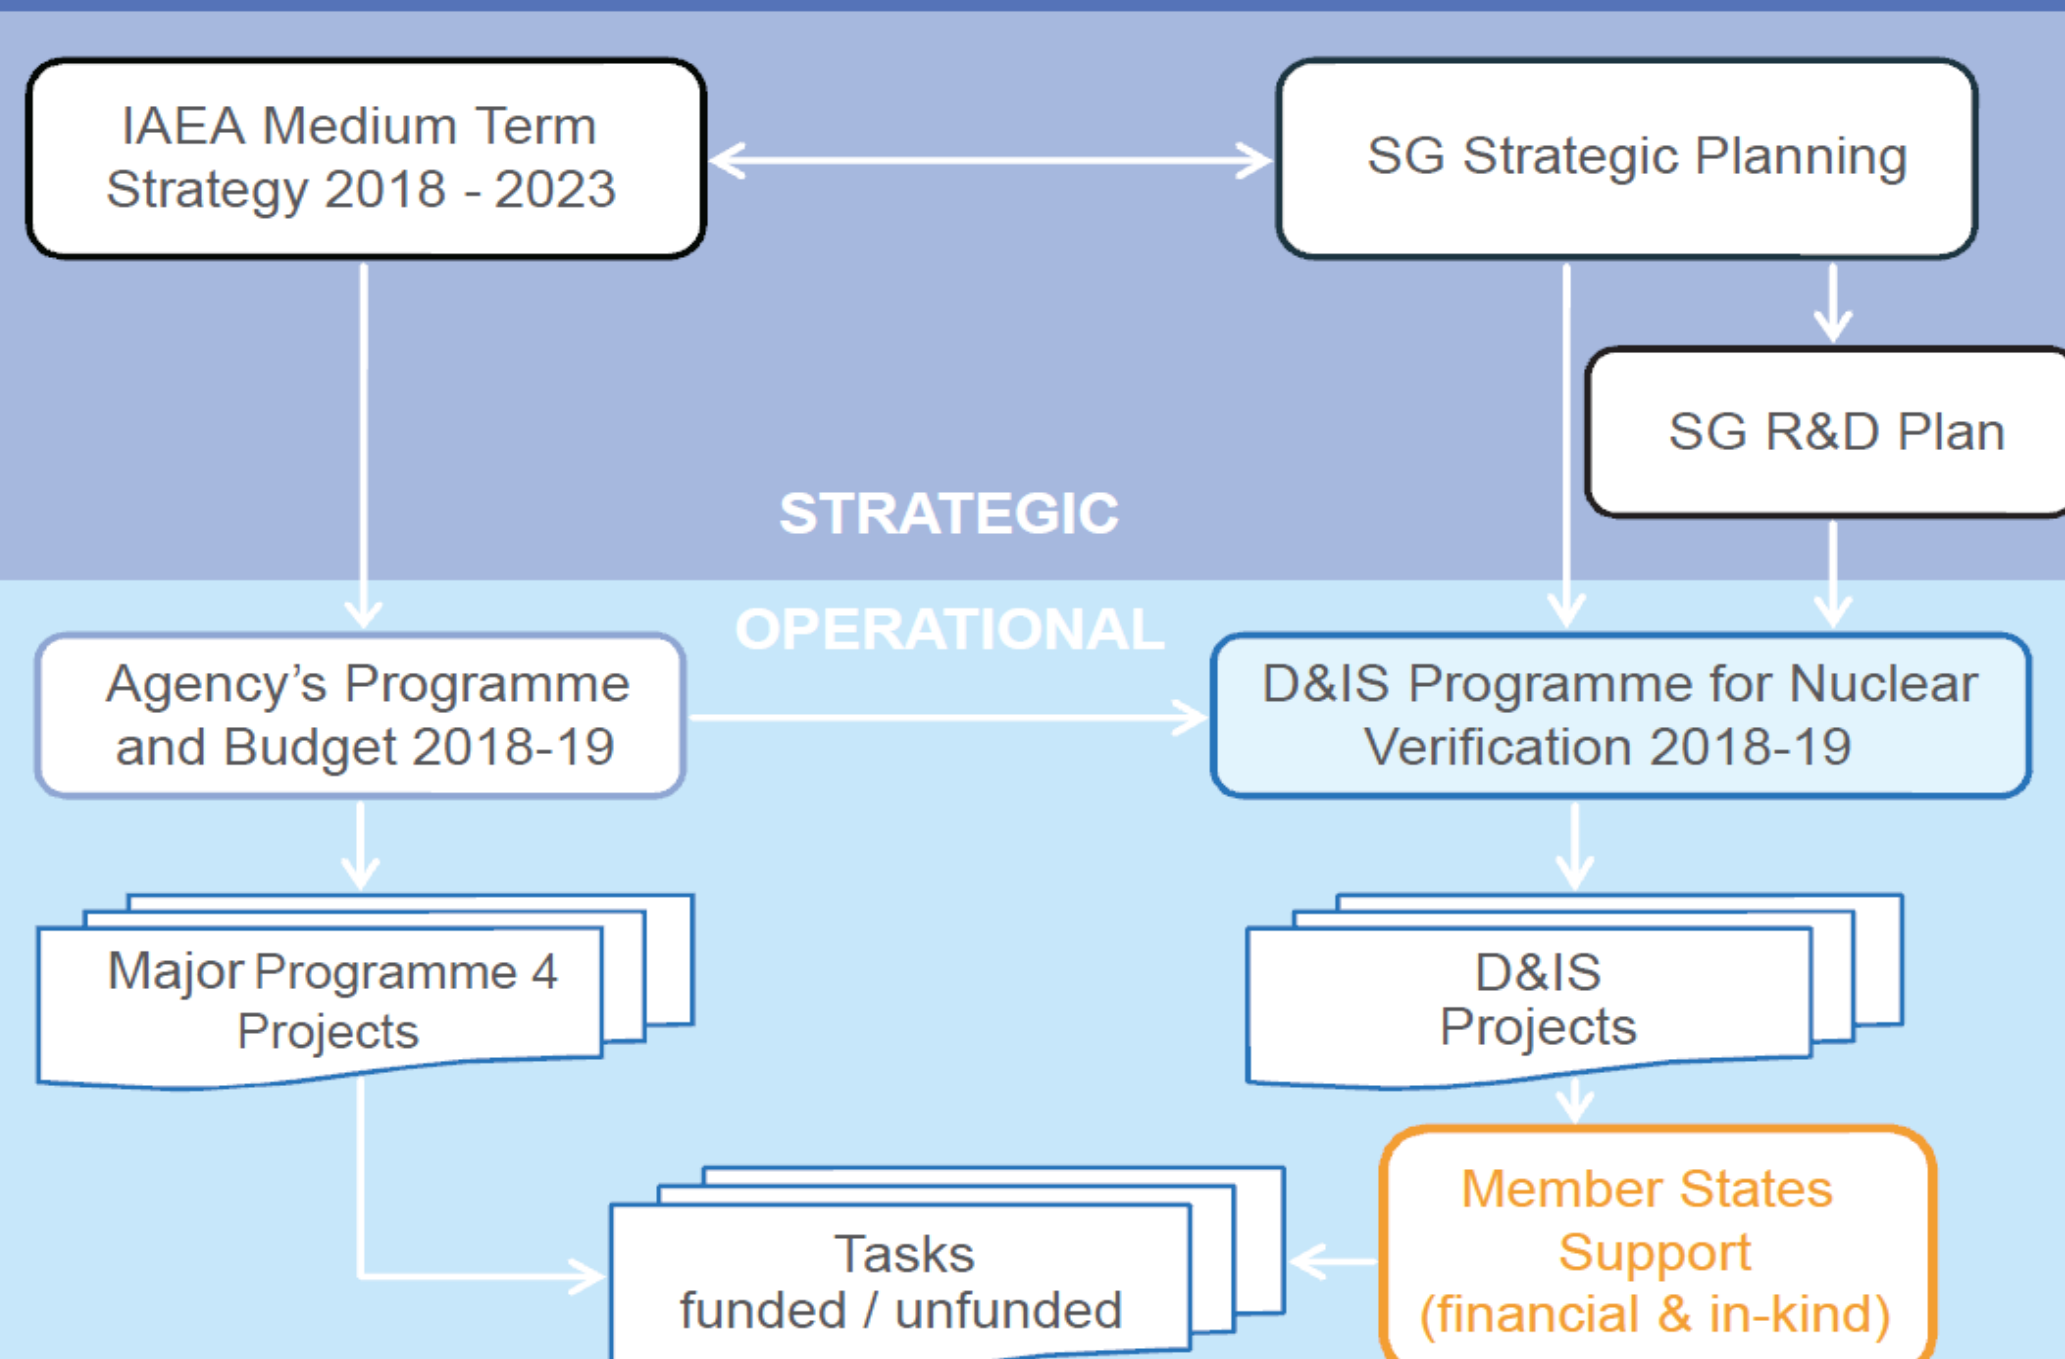 IAEA Medium Term
Strategy 2018 - 2023
SG Strategic Planning
SG R&D Plan
STRATEGIC
OPERATIONAL
Agency’s Programme
and Budget 2018-19
D&IS Programme for Nuclear
Verification 2018-19
Major Programme 4
Projects
D&IS
Projects
Tasks
funded / unfunded
Member States
Support
(financial & in-kind)